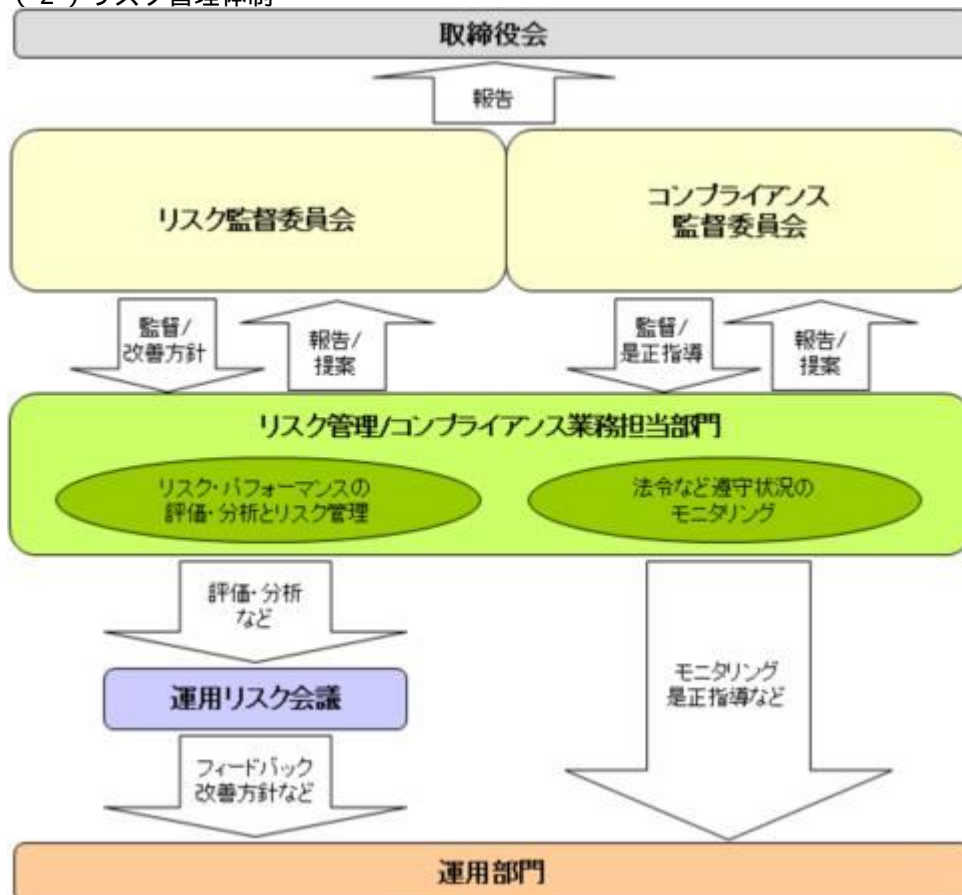 (２)リスク管理体制
取締役会
報告
リスク監督委員会
コンプライアンス
監督委員会
監督/
改善方針
報告/
提案
監督/
是正指導
報告/
提案
リスク管理/コンプライアンス業務担当部門
リスク・パフォーマンスの
評価・分析とリスク管理
法令など遵守状況の
モニタリング
評価・分析
など
運用リスク会議
モニタリング
是正指導など
フィードバック
改善方針など
運用部門